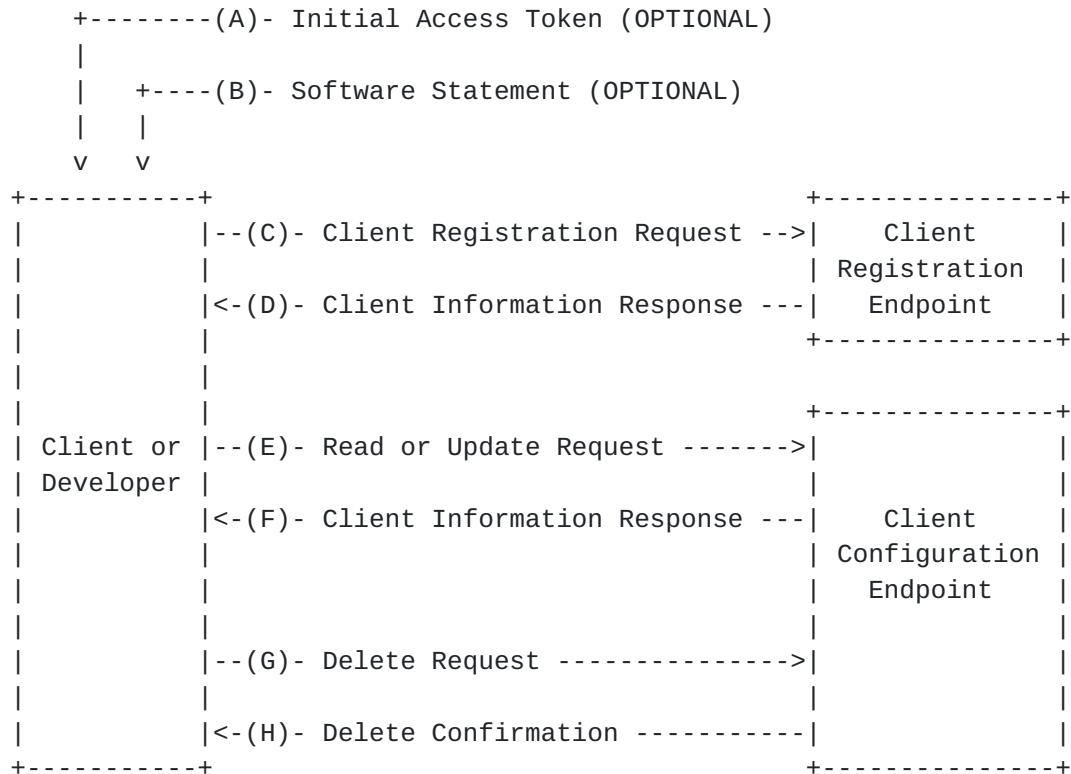 +--------(A)- Initial Access Token (OPTIONAL)
|
|   +----(B)- Software Statement (OPTIONAL)
|   |
v   v
+-----------+                                      +---------------+
|           |--(C)- Client Registration Request -->|    Client     |
|           |                                      | Registration  |
|           |<-(D)- Client Information Response ---|   Endpoint    |
|           |                                      +---------------+
|           |
|           |                                      +---------------+
| Client or |--(E)- Read or Update Request ------->|               |
| Developer |                                      |               |
|           |<-(F)- Client Information Response ---|    Client     |
|           |                                      | Configuration |
|           |                                      |   Endpoint    |
|           |                                      |               |
|           |--(G)- Delete Request --------------->|               |
|           |                                      |               |
|           |<-(H)- Delete Confirmation -----------|               |
+-----------+                                      +---------------+